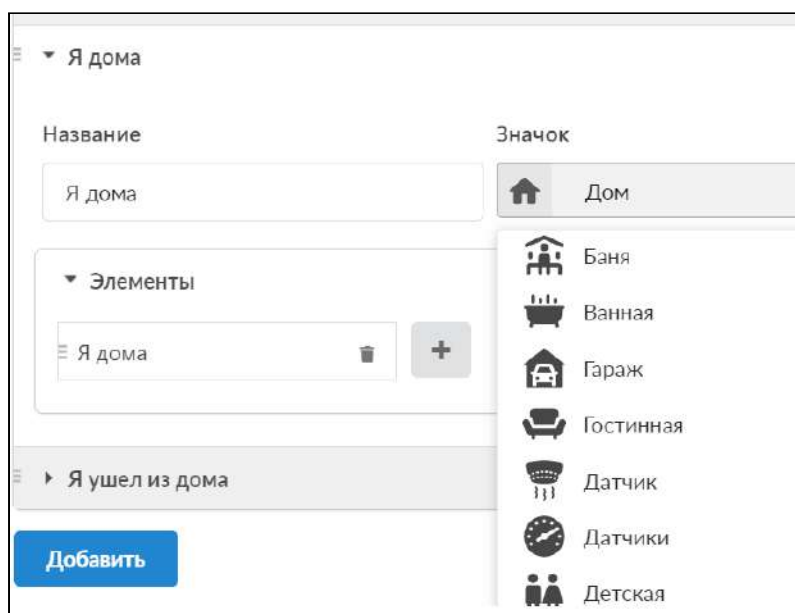 Я дома
Название
Значок
Я дома
Дом
Баня
Элементы
Ванная
Я дома
+
Гараж
Гостинная
Я ушел из дома
Датчик
Датчики
Добавить
Детская